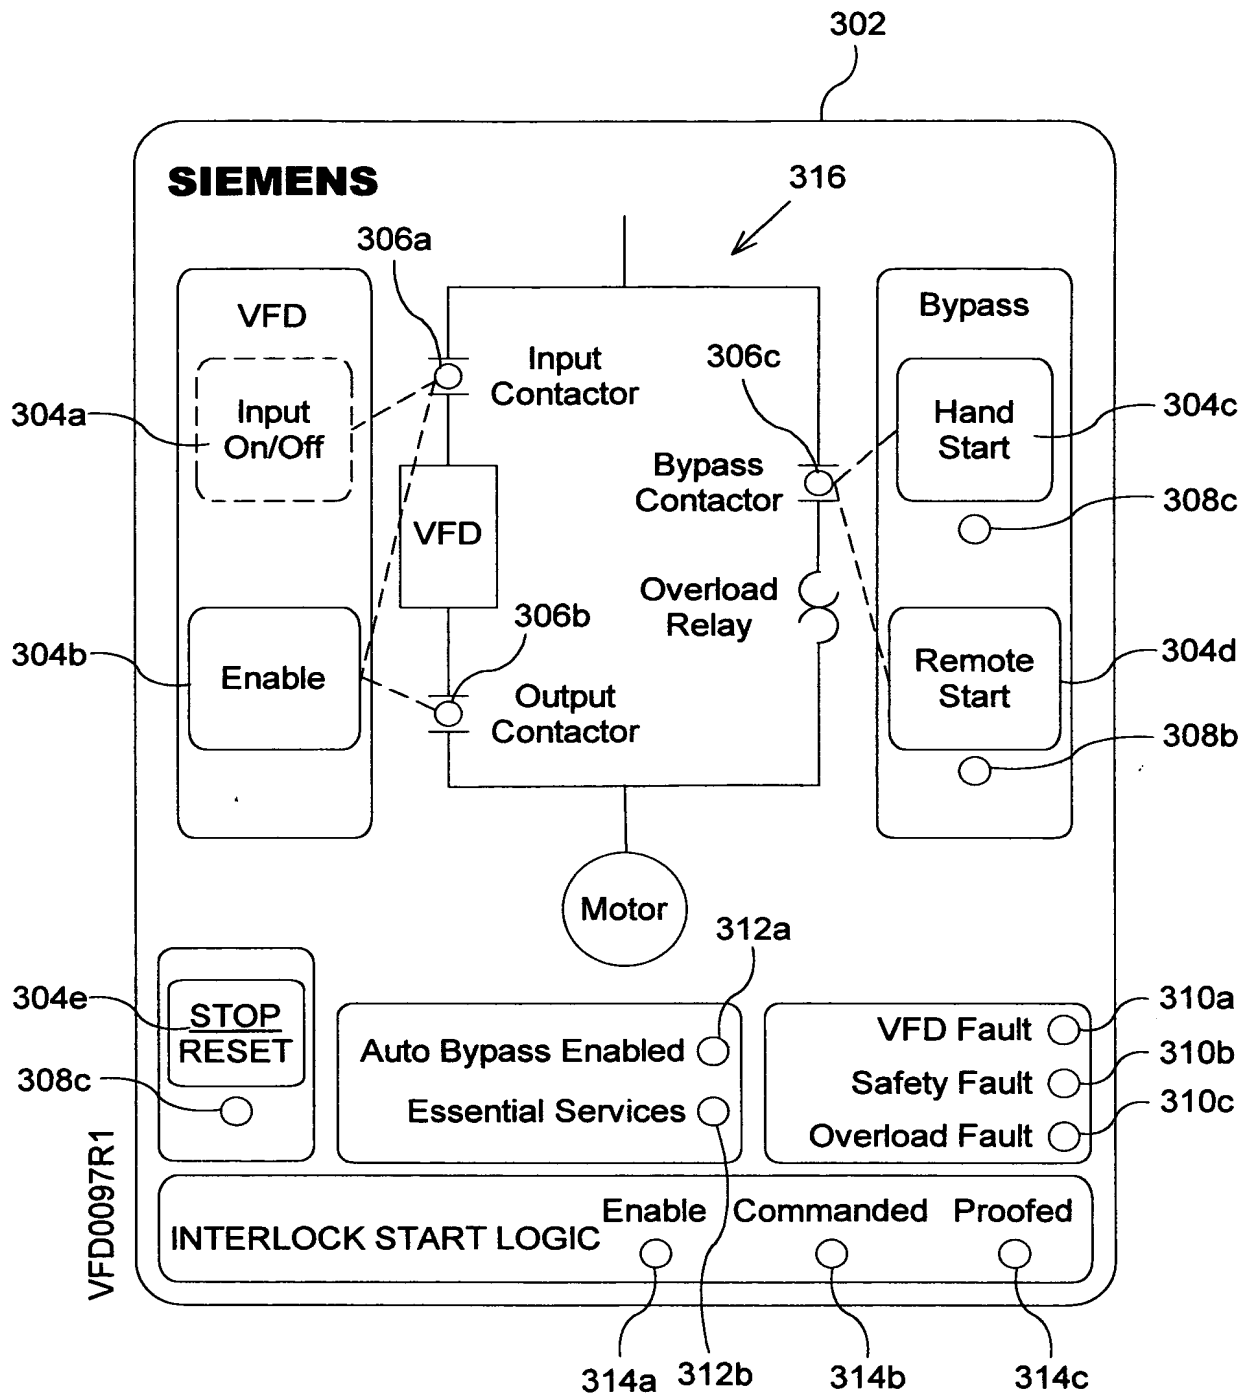 302
SIEMENS
316
306a
VFD
Bypass
Input
Contactor
306c
304a
Input
On/Off
Hand
Start
304c
Bypass
Contactor
308c
VFD
Overload
Relay
306b
304b
Enable
Remote
Start
304d
Output
Contactor
308b
Motor
312a
304e
STOP
RESET
310a
VFD Fault
Auto Bypass Enabled
310b
Safety Fault
308c
Essential Services
310c
Overload Fault
VFD0097R1
INTERLOCK START LOGIC
Enable
Commanded
Proofed
314a
312b
314b
314c